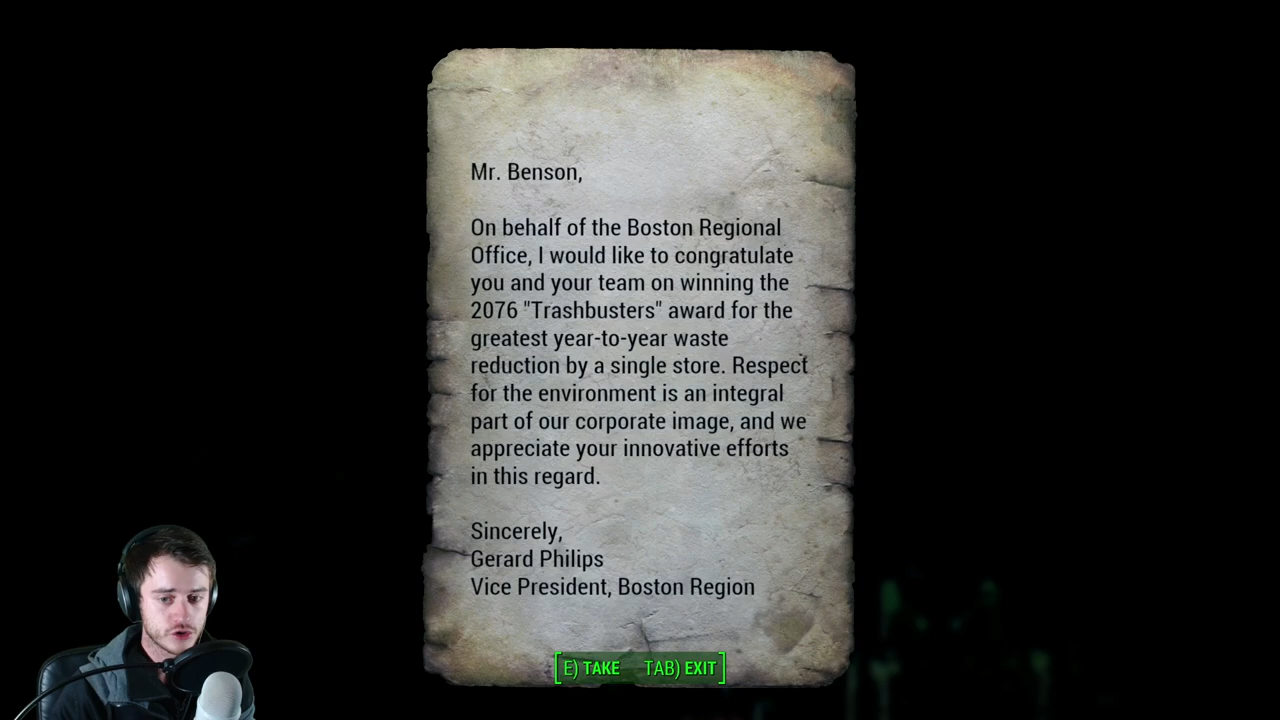 Mr. Benson,
On behalf of the Boston Regional
Office, I would like to congratulate
you and your team on winning the
2076 "Trashbusters" award for the
greatest year-to-year waste
reduction by a single store. Respect
for the environment is an integral
part of our corporate image, and we
appreciate your innovative efforts
in this regard.
Sincerely,
Gerard Philips
Vice President, Boston Region
E) TAKE TAB) EXIT